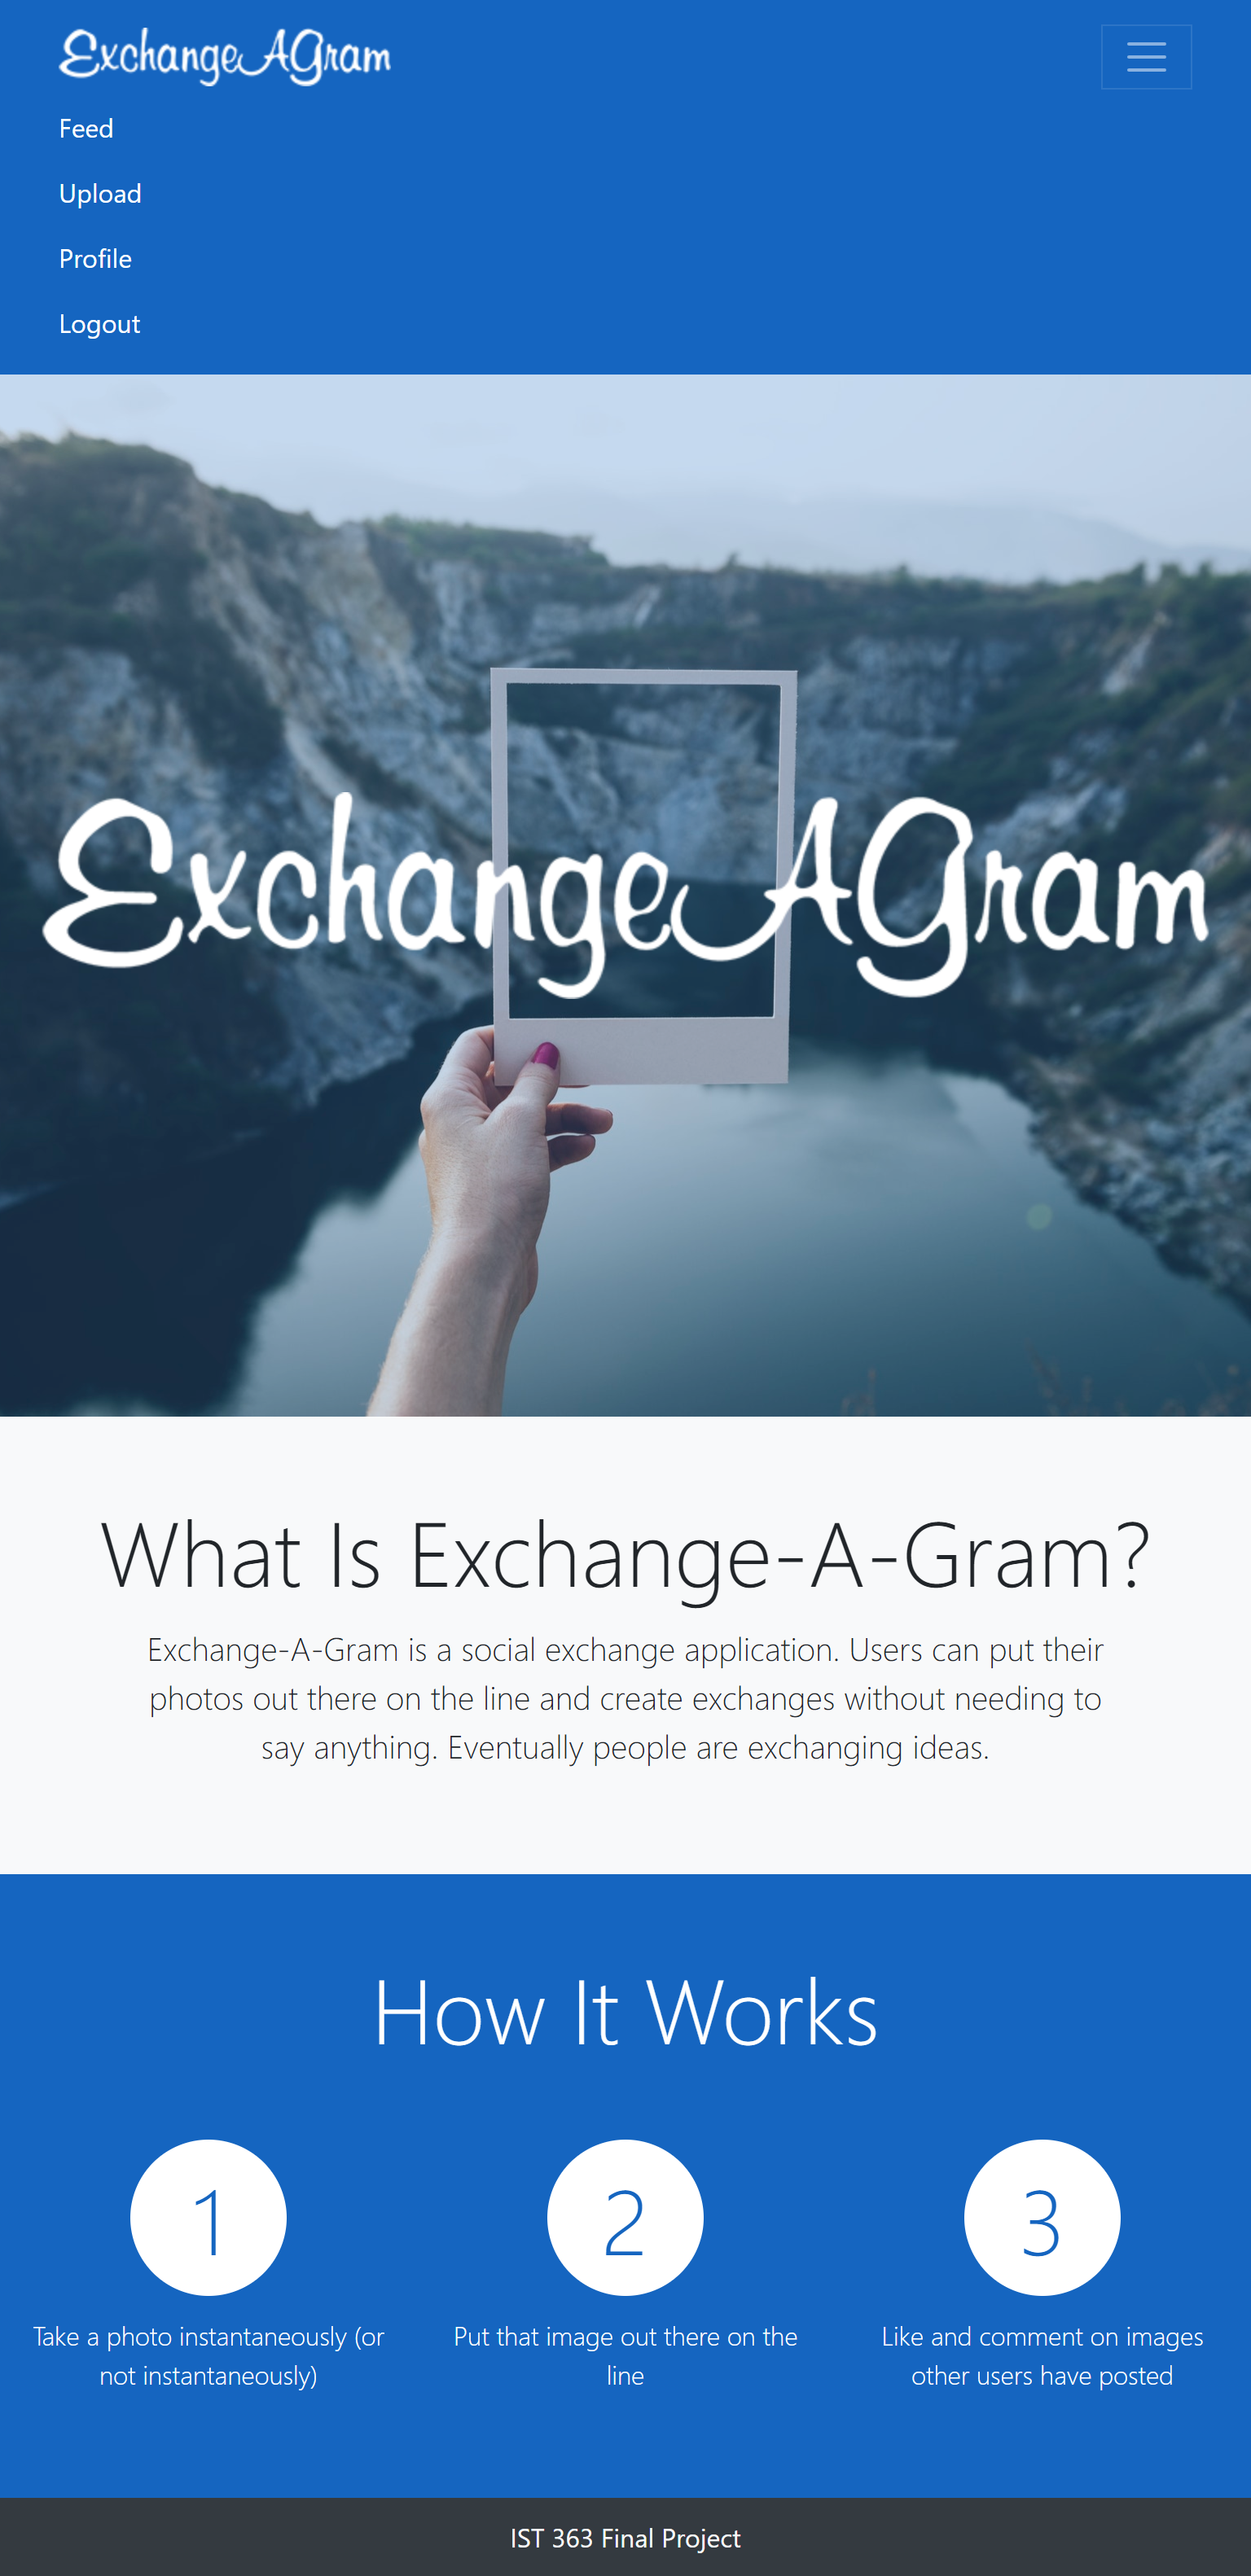 ExchangeAGram
Feed
Upload
Profile
Logout
ExchangeAGram
What Is Exchange-A-Gram?
Exchange-A-Gram is a social exchange application. Users can put their
photos out there on the line and create exchanges without needing to
say anything. Eventually people are exchanging ideas.
How It Works
1
Take a photo instantaneously (or
not instantaneously)
2
Put that image out there on the
line
3
Like and comment on images
other users have posted
IST 363 Final Project